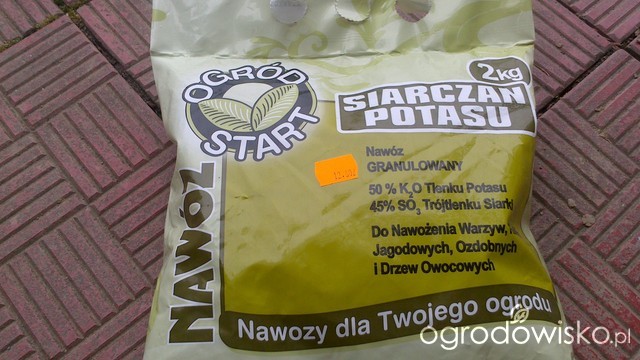 OGRÓD
START
NAWÓZ
2kg
SIARCZAN
POTASU
Nawóz
GRANULOWANY
50 % K2O Tlenku Potasu
45% SO3 Trójtlenku Siarki
Do Nawożenia Warzyw,
Jagodowych, Ozdobnych
i Drzew Owocowych
Nawozy dla Twojego ogrodu
ogrodowisko.pl